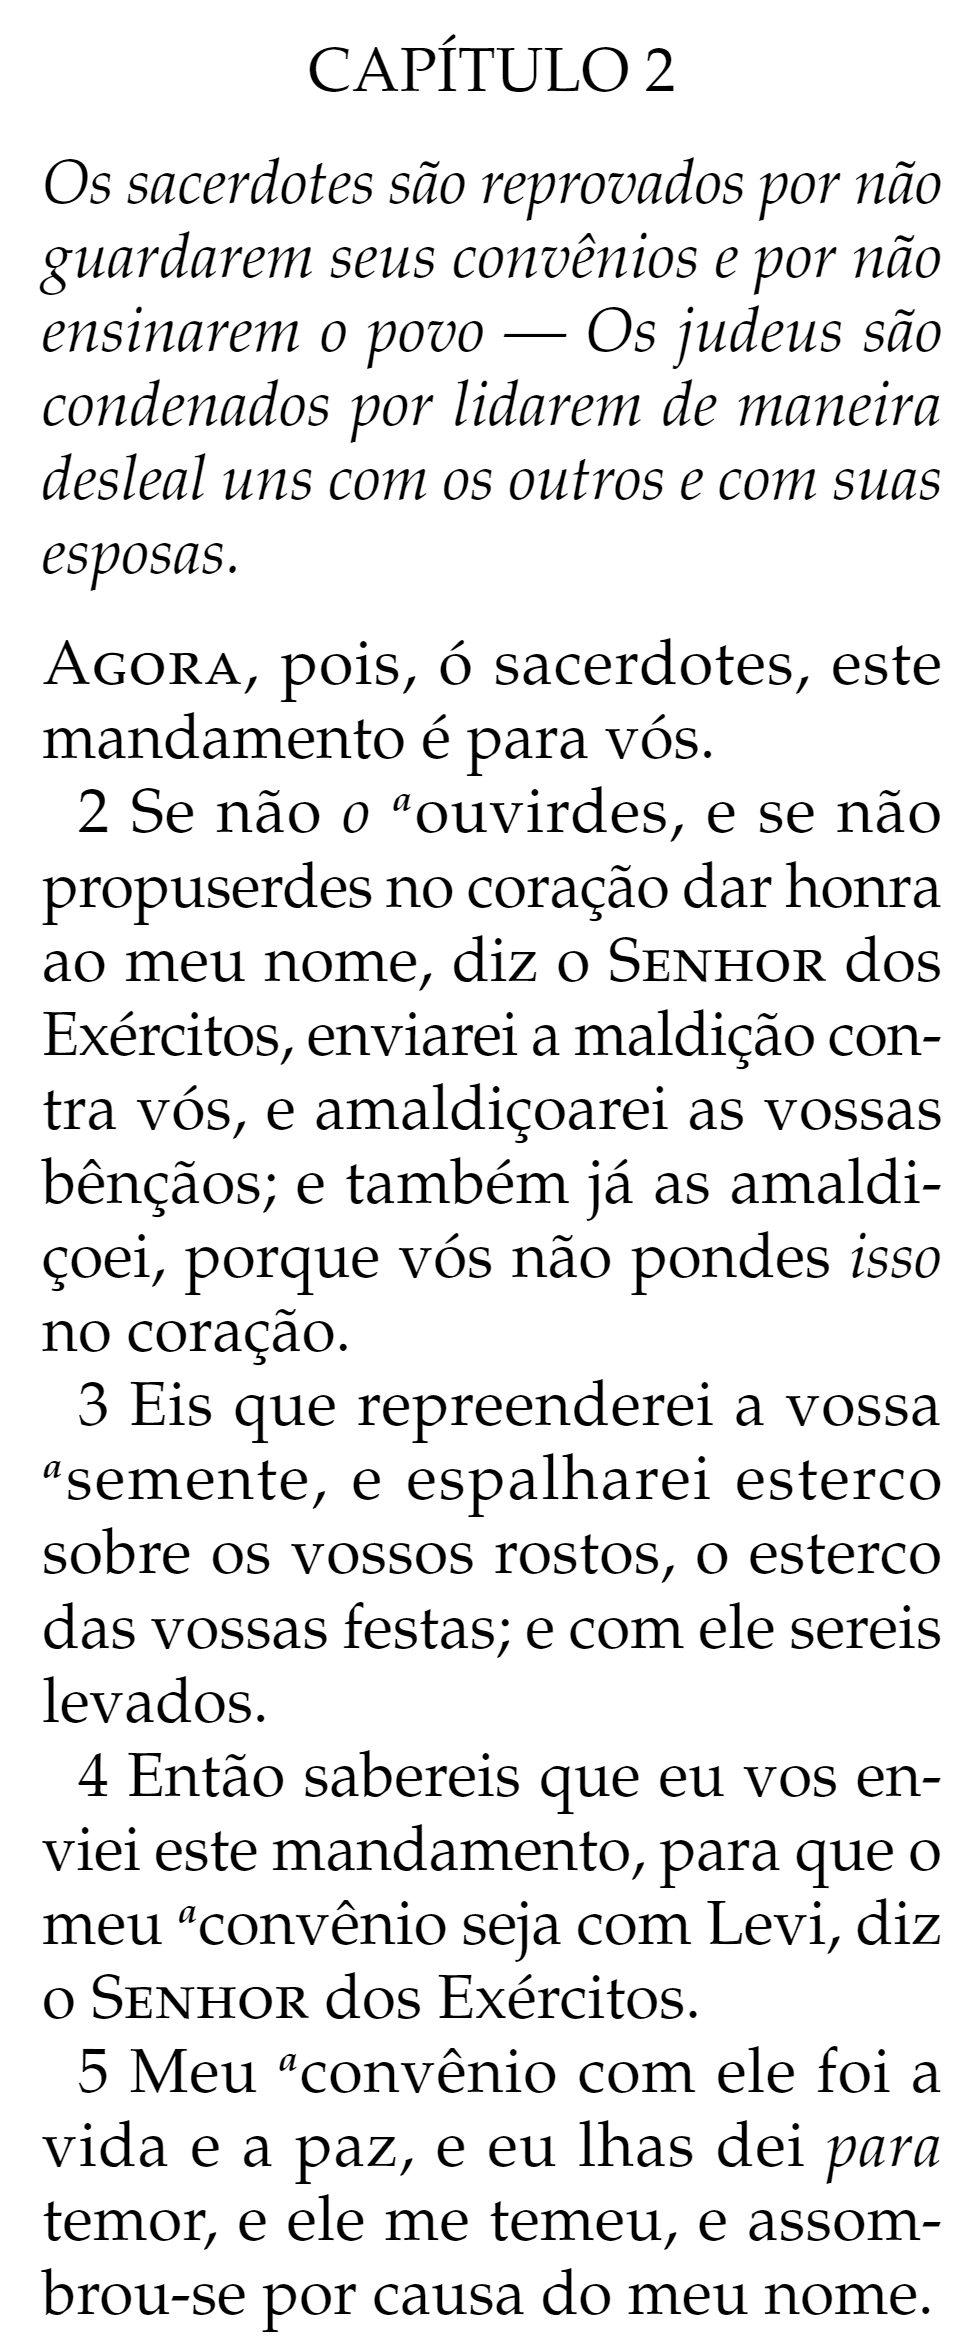 CAPÍTULO 2
Os sacerdotes são reprovados por não
guardarem seus convênios e por não
ensinarem o povo — Os judeus são
condenados por lidarem de maneira
desleal uns com os outros e com suas
esposas.
AGORA, pois, ó sacerdotes, este
mandamento é para vós.
2 Se não o ᵃouvirdes, e se não
propuserdes no coração dar honra
ao meu nome, diz o SENHOR dos
Exércitos, enviarei a maldição con-
tra vós, e amaldiçoarei as vossas
bênçãos; e também já as amaldi-
çoei, porque vós não pondes isso
no coração.
3 Eis que repreenderei a vossa
ᵃsemente, e espalharei esterco
sobre os vossos rostos, o esterco
das vossas festas; e com ele sereis
levados.
4 Então sabereis que eu vos en-
viei este mandamento, para que o
meu ᵃconvênio seja com Levi, diz
o SENHOR dos Exércitos.
5 Meu ᵃconvênio com ele foi a
vida e a paz, e eu lhas dei para
temor, e ele me temeu, e assom-
brou-se por causa do meu nome.